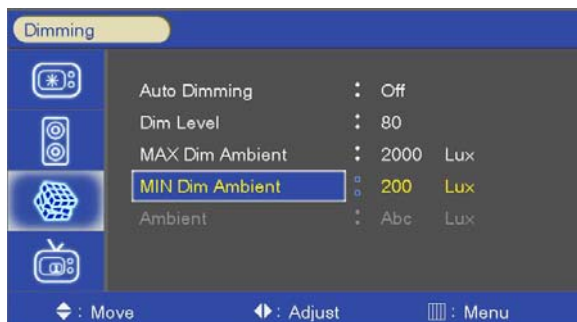 Dimming
Auto Dimming : Off
Dim Level : 80
MAX Dim Ambient : 2000 Lux
MIN Dim Ambient : 200 Lux
Ambient : Abc Lux
: Move : Adjust : Menu